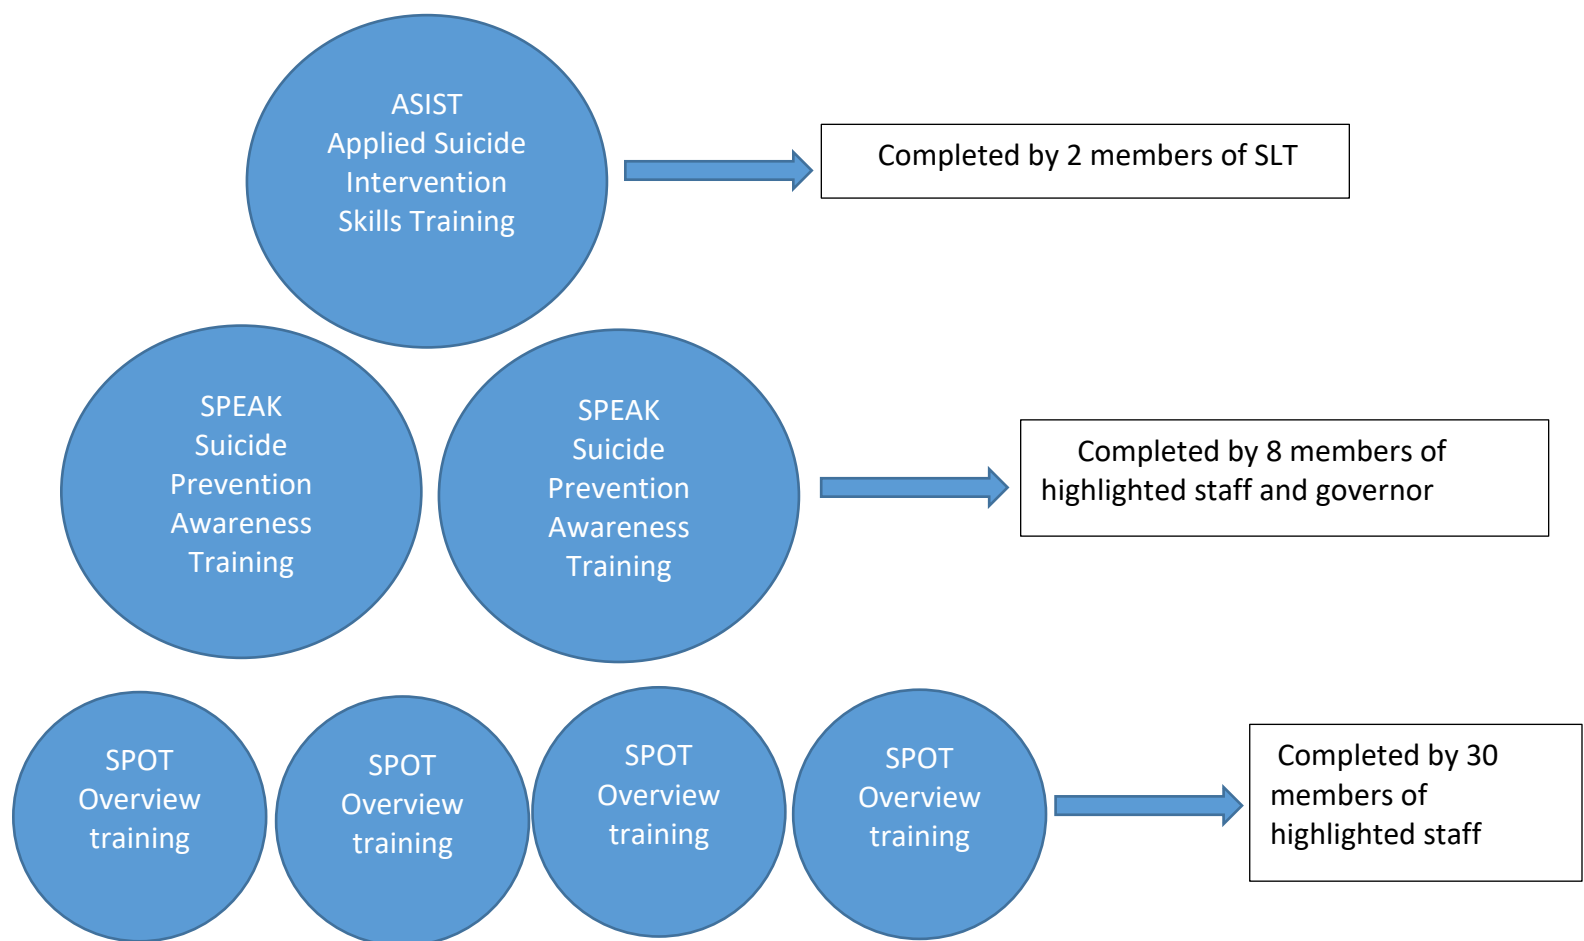 ASIST
Applied Suicide
Intervention
Skills Training
Completed by 2 members of SLT
SPEAK
Suicide
Prevention
Awareness
Training
SPEAK
Suicide
Prevention
Awareness
Training
Completed by 8 members of
highlighted staff and governor
SPOT
Overview
training
SPOT
Overview
training
SPOT
Overview
training
SPOT
Overview
training
Completed by 30
members of
highlighted staff